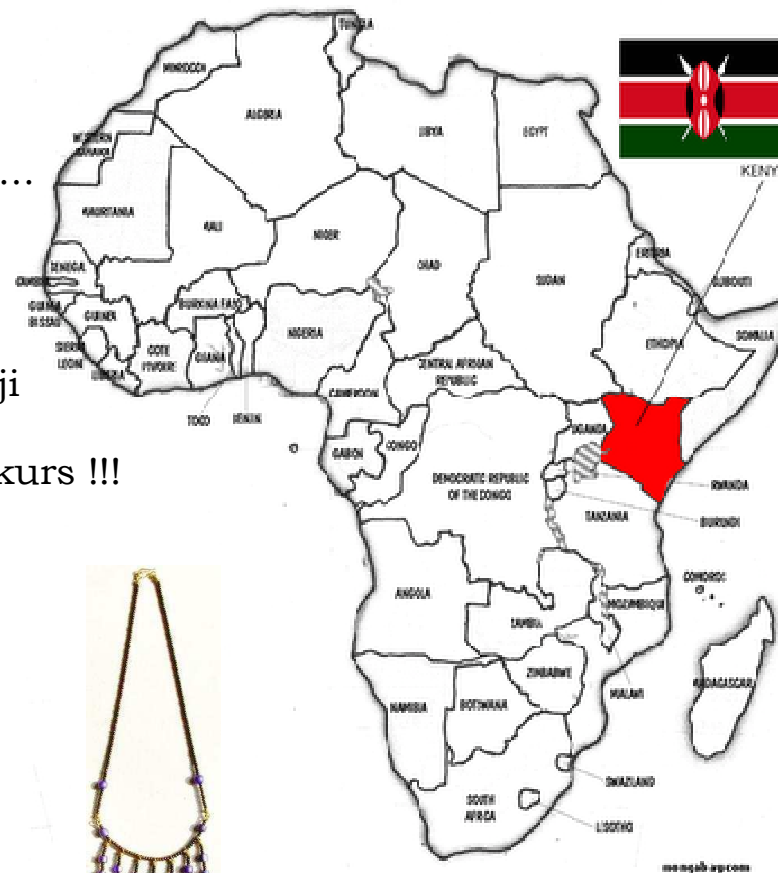 TUNISIA
MOROCCO
ALGERIA
LIBYA
EGYPT
WESTERN
SAHARA
...
KENY
MAURITANIA
MALI
NIGER
CHAD
SUDAN
ERITREA
DJIBOUTI
SENEGAL
GAMBIA
GUINEA
BISSAU
GUINEA
BURKINA FASO
NIGERIA
ETHIOPIA
SOMALIA
SIERRA
LEONE
LIBERIA
COTE
D'IVOIRE
GHANA
CENTRAL AFRICAN
REPUBLIC
CAMEROON
ji
TOGO
BENIN
UGANDA
GABON
CONGO
kurs !!!
DEMOCRATIC REPUBLIC
OF THE CONGO
RWANDA
TANZANIA
BURUNDI
COMOROS
ANGOLA
MOZAMBIQUE
ZAMBIA
ZIMBABWE
MALAWI
MADAGASCAR
NAMIBIA
BOTSWANA
SWAZILAND
SOUTH
AFRICA
LESOTHO
mongabay.com